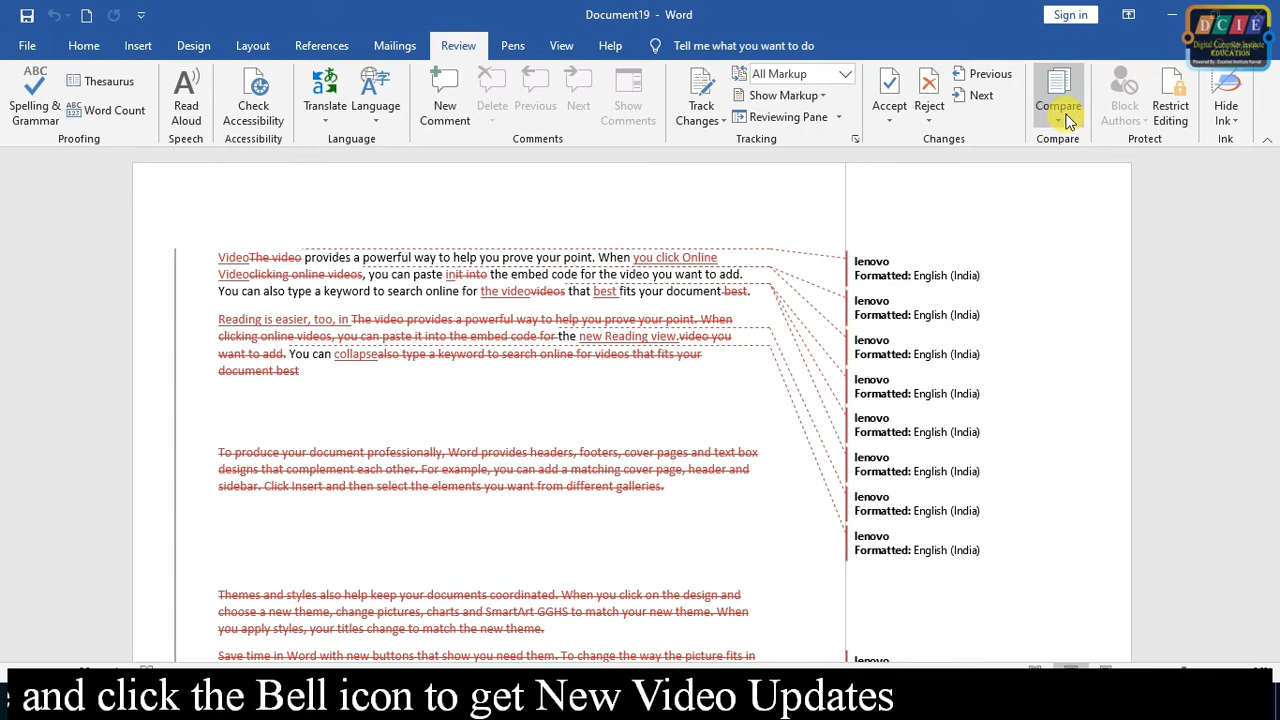 Document19 - Word
Sign in
DCIE
Digital Computer Institute
EDUCATION
File Home Insert Design Layout References Mailings Review Pens View Help Tell me what you want to do
ABC
Spelling & Grammar
Thesaurus
ABC
123
Word Count
Read Aloud
Check Accessibility
Translate
Language
New Comment
Delete
Previous
Next
Show Comments
Track Changes
All Markup
Show Markup
Reviewing Pane
Accept
Reject
Previous
Next
Compare
Block Authors
Restrict Editing
Hide Ink
Proofing Speech Accessibility Language Comments Tracking Changes Compare Protect Ink
VideoThe video provides a powerful way to help you prove your point. When you click Online
Videoclicking online videos, you can paste init into the embed code for the video you want to add.
You can also type a keyword to search online for the videovideos that best fits your document best.
Reading is easier, too, in The video provides a powerful way to help you prove your point. When
clicking online videos, you can paste it into the embed code for the new Reading view.video you
want to add. You can collapsealso type a keyword to search online for videos that fits your
document best
To produce your document professionally, Word provides headers, footers, cover pages and text box
designs that complement each other. For example, you can add a matching cover page, header and
sidebar. Click Insert and then select the elements you want from different galleries.
Themes and styles also help keep your documents coordinated. When you click on the design and
choose a new theme, change pictures, charts and SmartArt GGHS to match your new theme. When
you apply styles, your titles change to match the new theme.
Save time in Word with new buttons that show you need them. To change the way the picture fits in
lenovo
Formatted: English (India)
lenovo
Formatted: English (India)
lenovo
Formatted: English (India)
lenovo
Formatted: English (India)
lenovo
Formatted: English (India)
lenovo
Formatted: English (India)
lenovo
Formatted: English (India)
lenovo
Formatted: English (India)
lenovo
and click the Bell icon to get New Video Updates